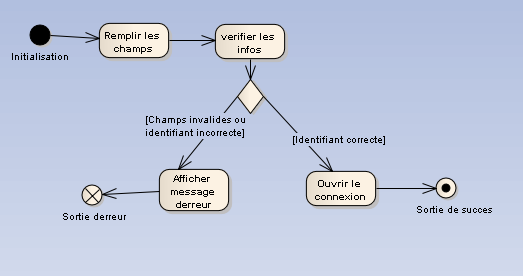 Initialisation
Remplir les
champs
verifier les
infos
[Champs invalides ou
identifiant incorrecte]
[Identifiant correcte]
Afficher
message
derreur
Ouvrir le
connexion
Sortie derreur
Sortie de succes